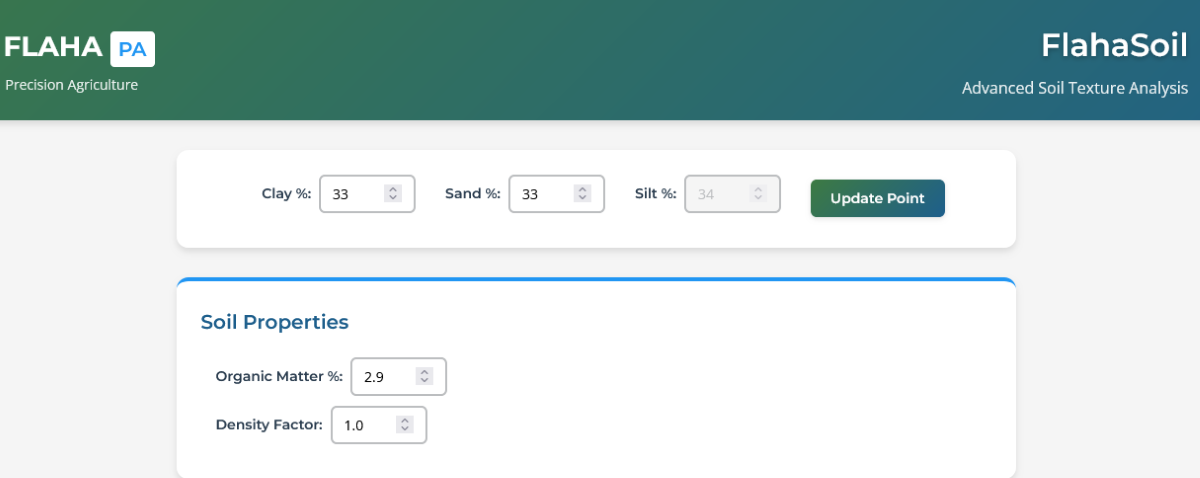 FLAHA PA
Precision Agriculture
FlahaSoil
Advanced Soil Texture Analysis
Clay %: 33 Sand %: 33 Silt %: 34 Update Point
Soil Properties
Organic Matter %: 2.9
Density Factor: 1.0